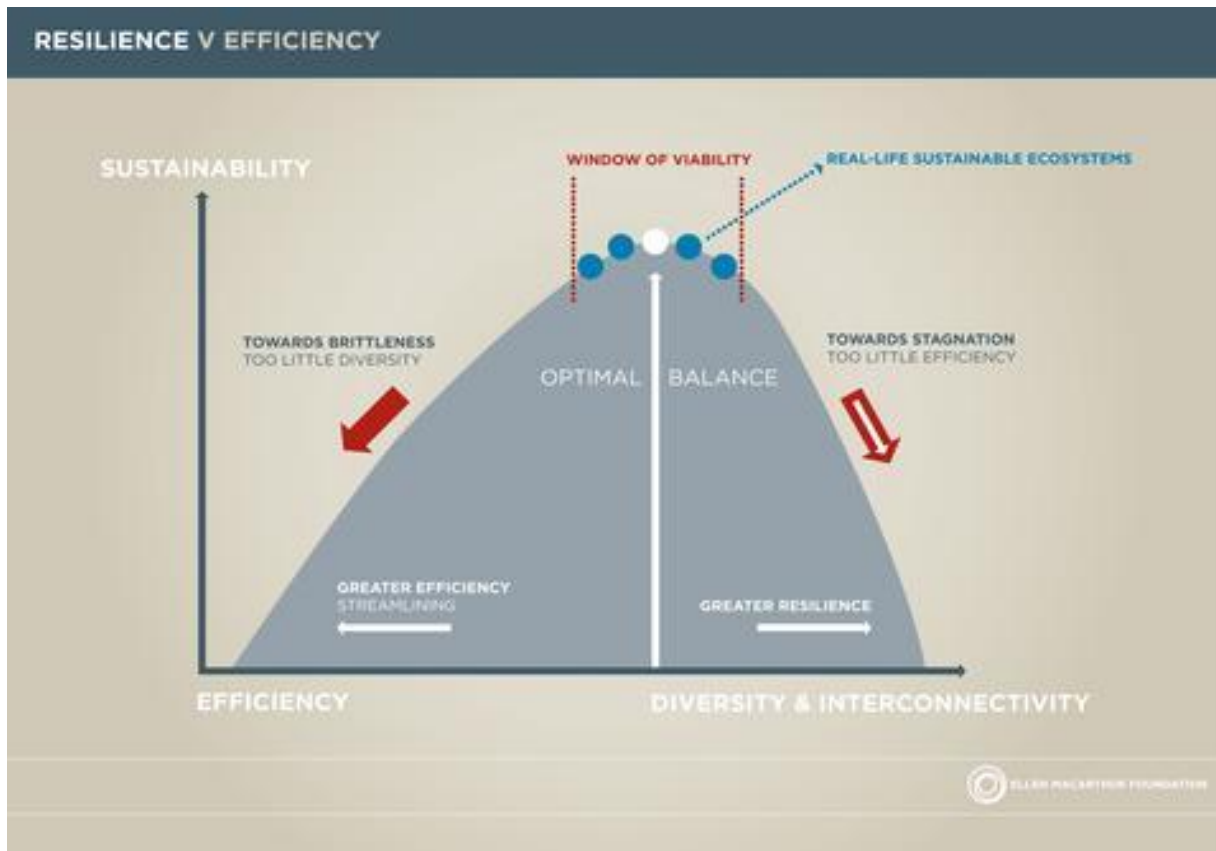 RESILIENCE V EFFICIENCY
SUSTAINABILITY
WINDOW OF VIABILITY
REAL-LIFE SUSTAINABLE ECOSYSTEMS
TOWARDS BRITTLENESS
TOO LITTLE DIVERSITY
TOWARDS STAGNATION
TOO LITTLE EFFICIENCY
OPTIMAL BALANCE
GREATER EFFICIENCY
STREAMLINING
GREATER RESILIENCE
EFFICIENCY
DIVERSITY & INTERCONNECTIVITY
ELLEN MACARTHUR FOUNDATION